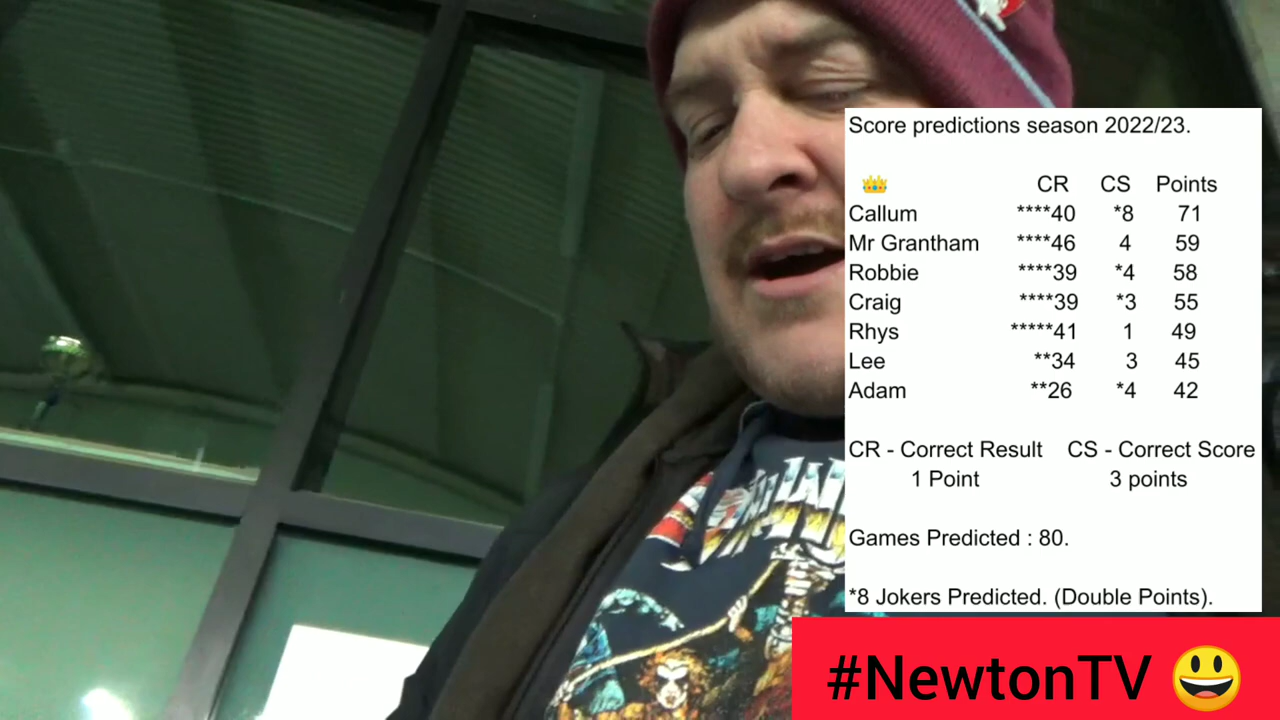 Score predictions season 2022/23.
👑 CR CS Points
Callum ****40 *8 71
Mr Grantham ****46 4 59
Robbie ****39 *4 58
Craig ****39 *3 55
Rhys *****41 1 49
Lee **34 3 45
Adam **26 *4 42
CR - Correct Result CS - Correct Score
1 Point 3 points
Games Predicted : 80.
*8 Jokers Predicted. (Double Points).
#NewtonTV 😃